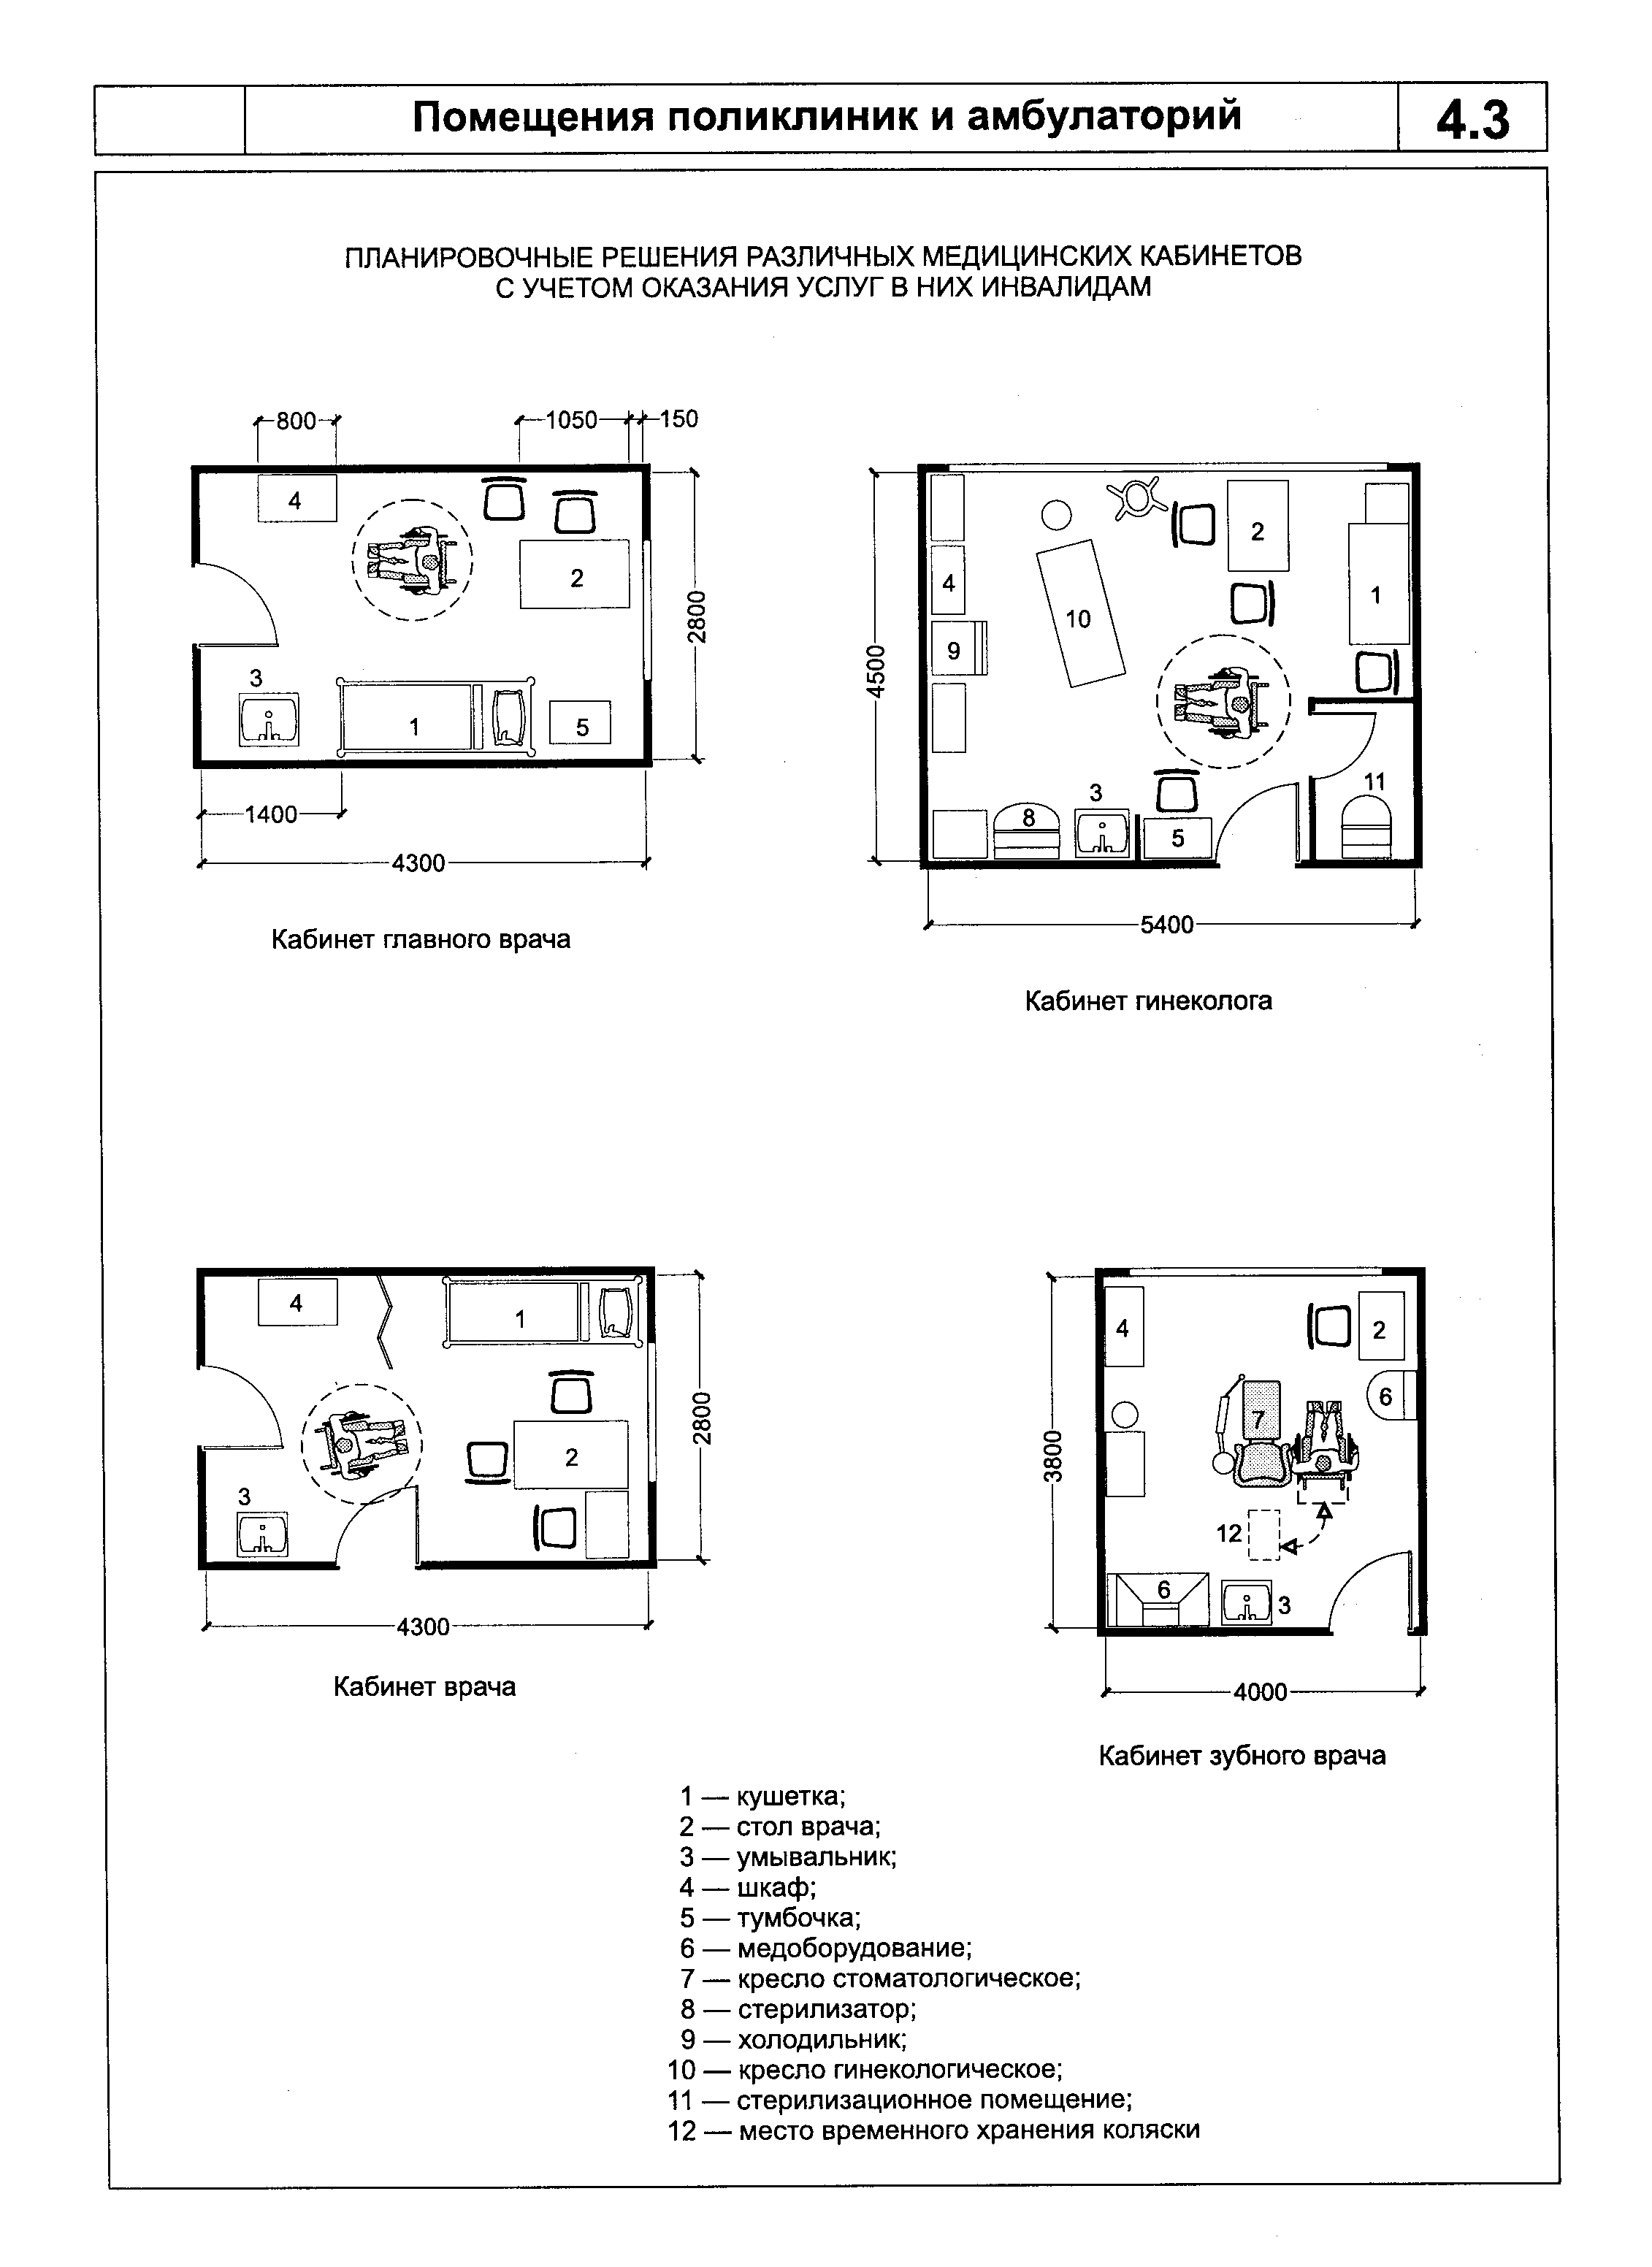 Помещения поликлиник и амбулаторий
4.3
ПЛАНИРОВОЧНЫЕ РЕШЕНИЯ РАЗЛИЧНЫХ МЕДИЦИНСКИХ КАБИНЕТОВ
С УЧЕТОМ ОКАЗАНИЯ УСЛУГ В НИХ ИНВАЛИДАМ
800
1050
150
4
2
2800
3
1
5
1400
4300
Кабинет главного врача
2
4
1
10
9
4500
11
3
8
5
5400
Кабинет гинеколога
4
1
2
2800
3
4300
Кабинет врача
4
2
6
7
3800
12
6
3
4000
Кабинет зубного врача
1 — кушетка;
2 — стол врача;
3 — умывальник;
4 — шкаф;
5 — тумбочка;
6 — медоборудование;
7 — кресло стоматологическое;
8 — стерилизатор;
9 — холодильник;
10 — кресло гинекологическое;
11 — стерилизационное помещение;
12 — место временного хранения коляски